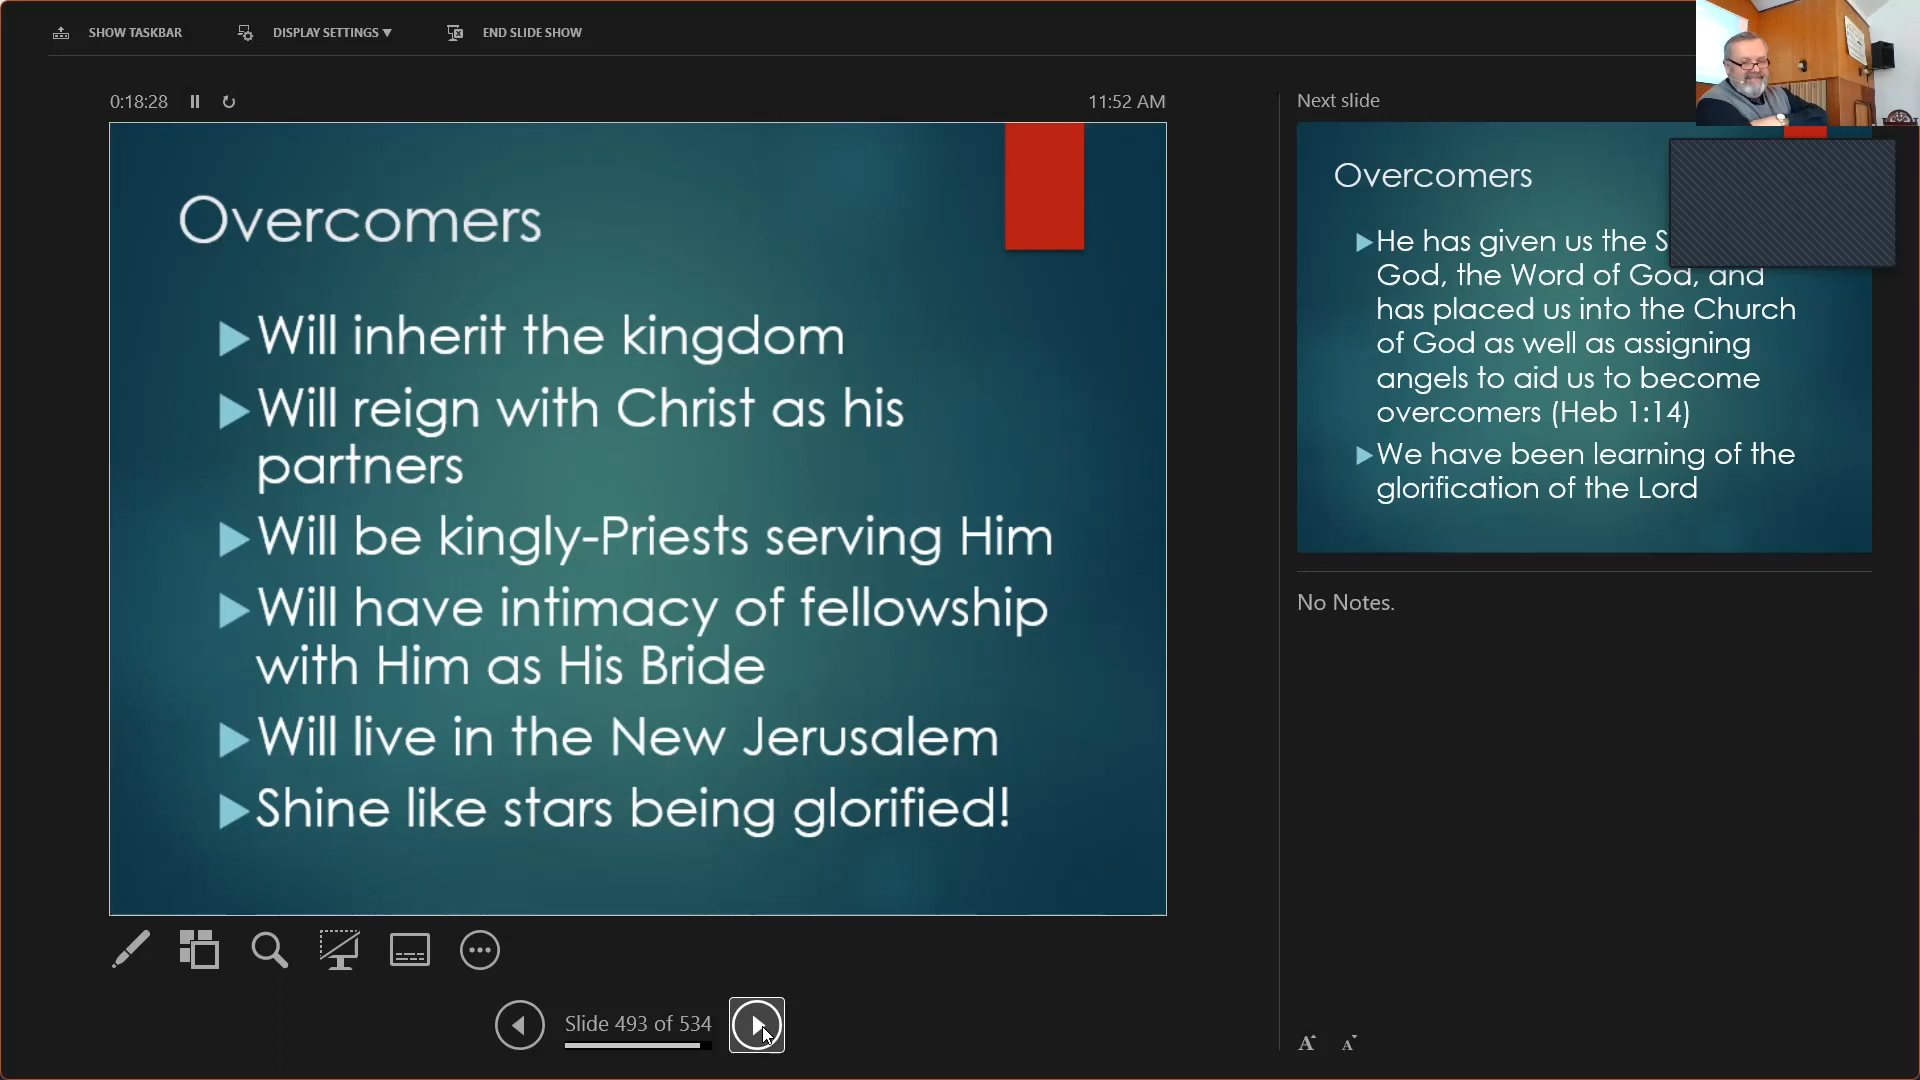 SHOW TASKBAR
DISPLAY SETTINGS ▼
END SLIDE SHOW
0:18:28
11:52 AM
Overcomers
Will inherit the kingdom
Will reign with Christ as his
partners
Will be kingly-Priests serving Him
Will have intimacy of fellowship
with Him as His Bride
Will live in the New Jerusalem
Shine like stars being glorified!
Slide 493 of 534
Next slide
Overcomers
He has given us the
God, the Word of God, and
has placed us into the Church
of God as well as assigning
angels to aid us to become
overcomers (Heb 1:14)
We have been learning of the
glorification of the Lord
No Notes.
A A